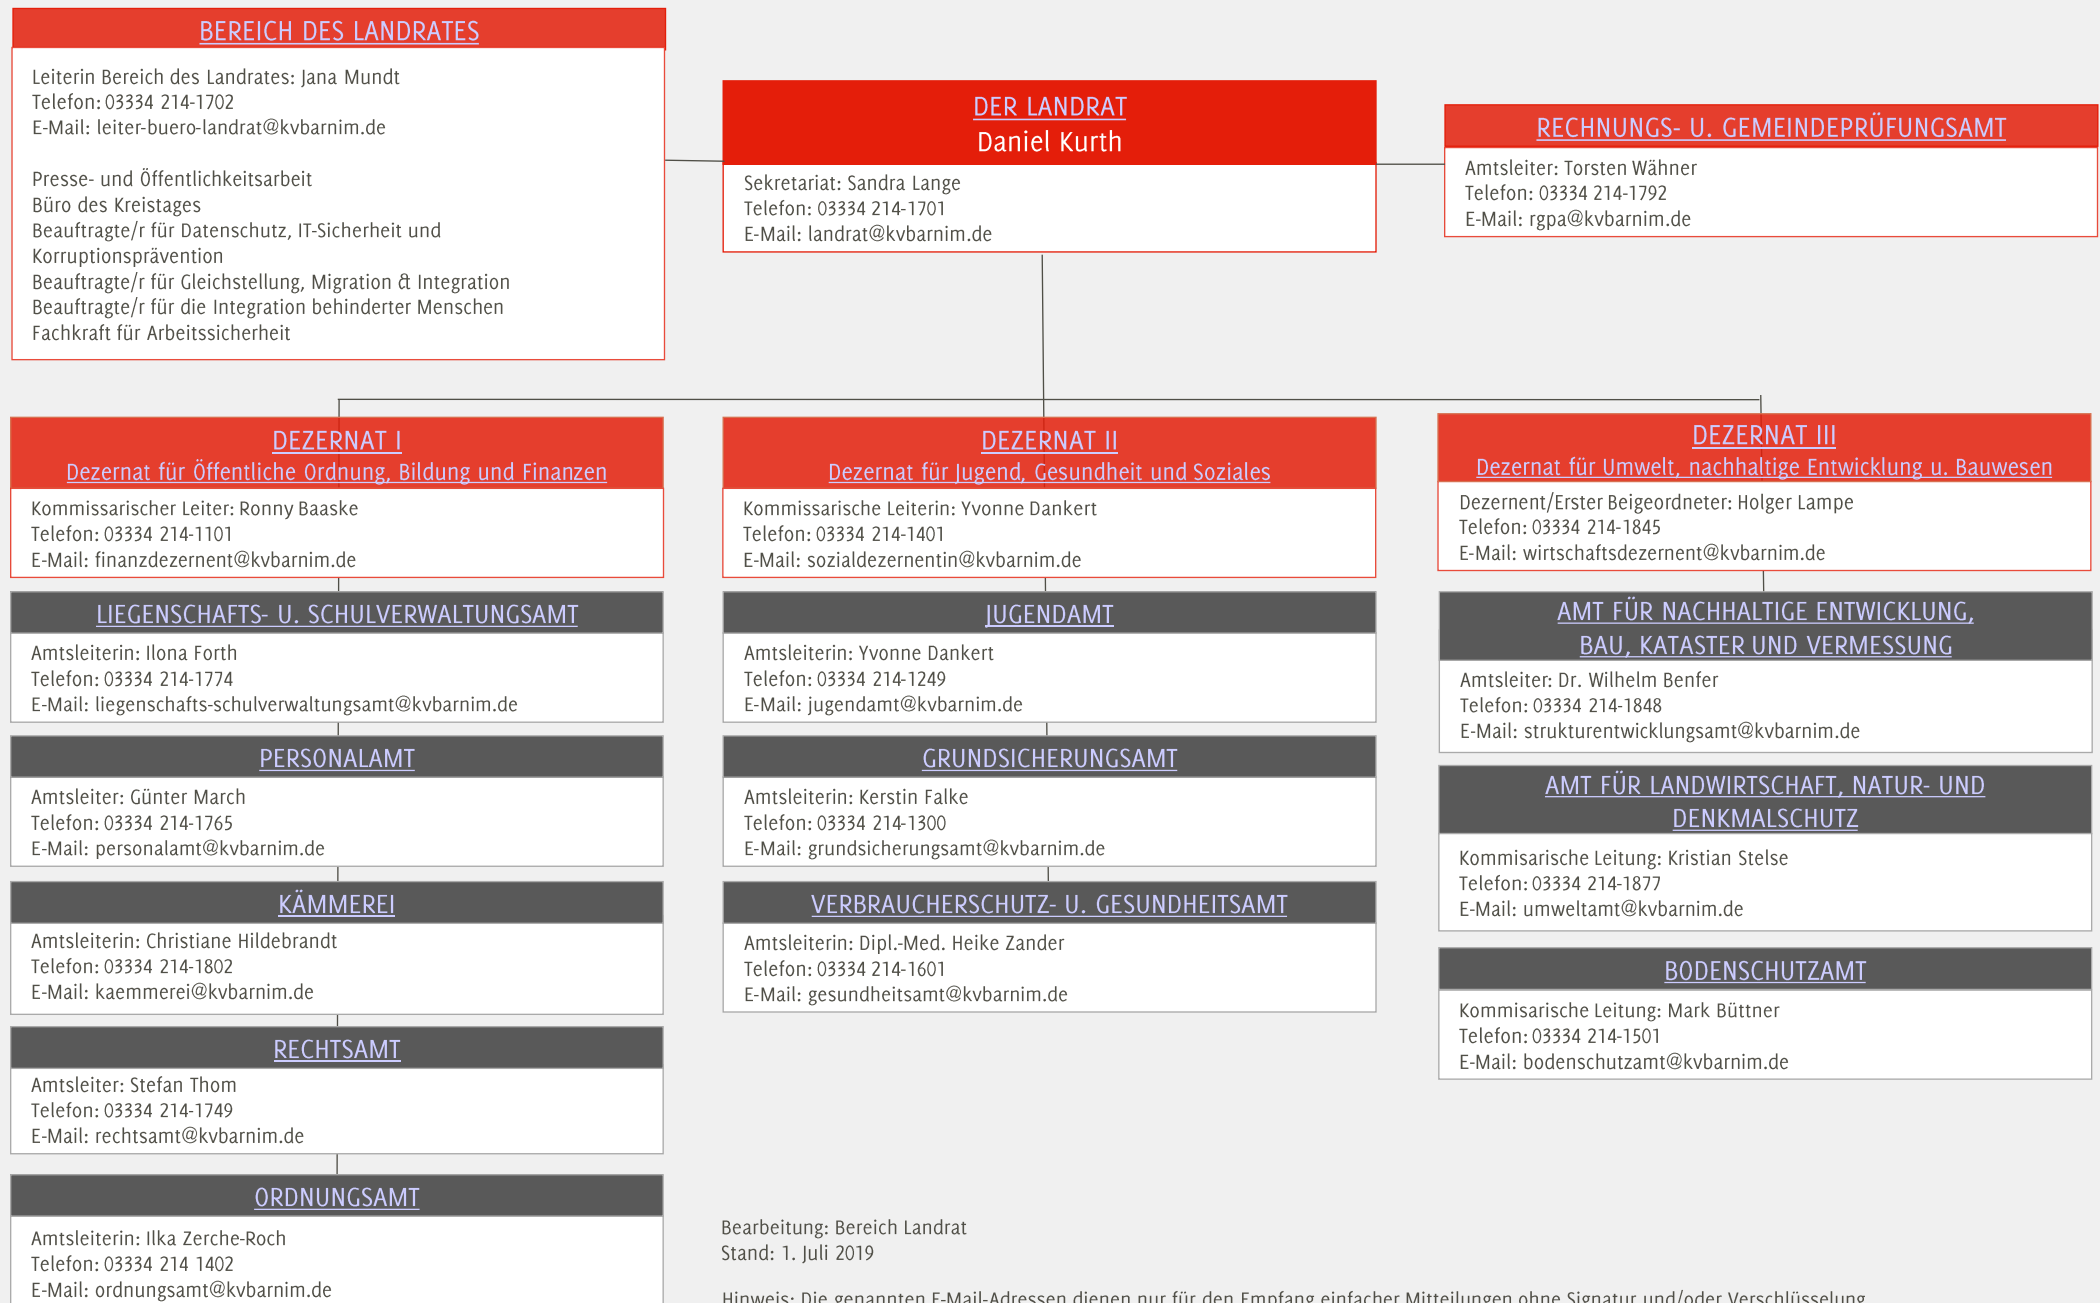 BEREICH DES LANDRATES
Leiterin Bereich des Landrates: Jana Mundt
Telefon: 03334 214-1702
E-Mail: leiter-buero-landrat@kvbarnim.de
Presse- und Öffentlichkeitsarbeit
Büro des Kreistages
Beauftragte/r für Datenschutz, IT-Sicherheit und
Korruptionsprävention
Beauftragte/r für Gleichstellung, Migration & Integration
Beauftragte/r für die Integration behinderter Menschen
Fachkraft für Arbeitssicherheit
DER LANDRAT
Daniel Kurth
Sekretariat: Sandra Lange
Telefon: 03334 214-1701
E-Mail: landrat@kvbarnim.de
RECHNUNGS- U. GEMEINDEPRÜFUNGSAMT
Amtsleiter: Torsten Wähner
Telefon: 03334 214-1792
E-Mail: rgpa@kvbarnim.de
DEZERNAT I
Dezernat für Öffentliche Ordnung, Bildung und Finanzen
Kommissarischer Leiter: Ronny Baaske
Telefon: 03334 214-1101
E-Mail: finanzdezernent@kvbarnim.de
LIEGENSCHAFTS- U. SCHULVERWALTUNGSAMT
Amtsleiterin: Ilona Forth
Telefon: 03334 214-1774
E-Mail: liegenschafts-schulverwaltungsamt@kvbarnim.de
PERSONALAMT
Amtsleiter: Günter March
Telefon: 03334 214-1765
E-Mail: personalamt@kvbarnim.de
KÄMMEREI
Amtsleiterin: Christiane Hildebrandt
Telefon: 03334 214-1802
E-Mail: kaemmerei@kvbarnim.de
RECHTSAMT
Amtsleiter: Stefan Thom
Telefon: 03334 214-1749
E-Mail: rechtsamt@kvbarnim.de
ORDNUNGSAMT
Amtsleiterin: Ilka Zerche-Roch
Telefon: 03334 214 1402
E-Mail: ordnungsamt@kvbarnim.de
DEZERNAT II
Dezernat für Jugend, Gesundheit und Soziales
Kommissarische Leiterin: Yvonne Dankert
Telefon: 03334 214-1401
E-Mail: sozialdezernentin@kvbarnim.de
JUGENDAMT
Amtsleiterin: Yvonne Dankert
Telefon: 03334 214-1249
E-Mail: jugendamt@kvbarnim.de
GRUNDSICHERUNGSAMT
Amtsleiterin: Kerstin Falke
Telefon: 03334 214-1300
E-Mail: grundsicherungsamt@kvbarnim.de
VERBRAUCHERSCHUTZ- U. GESUNDHEITSAMT
Amtsleiterin: Dipl.-Med. Heike Zander
Telefon: 03334 214-1601
E-Mail: gesundheitsamt@kvbarnim.de
DEZERNAT III
Dezernat für Umwelt, nachhaltige Entwicklung u. Bauwesen
Dezernent/Erster Beigeordneter: Holger Lampe
Telefon: 03334 214-1845
E-Mail: wirtschaftsdezernent@kvbarnim.de
AMT FÜR NACHHALTIGE ENTWICKLUNG,
BAU, KATASTER UND VERMESSUNG
Amtsleiter: Dr. Wilhelm Benfer
Telefon: 03334 214-1848
E-Mail: strukturentwicklungsamt@kvbarnim.de
AMT FÜR LANDWIRTSCHAFT, NATUR- UND
DENKMALSCHUTZ
Kommisarische Leitung: Kristian Stelse
Telefon: 03334 214-1877
E-Mail: umweltamt@kvbarnim.de
BODENSCHUTZAMT
Kommisarische Leitung: Mark Büttner
Telefon: 03334 214-1501
E-Mail: bodenschutzamt@kvbarnim.de
Bearbeitung: Bereich Landrat
Stand: 1. Juli 2019
Hinweis: Die genannten E-Mail-Adressen dienen nur für den Empfang einfacher Mitteilungen ohne Signatur und/oder Verschlüsselung